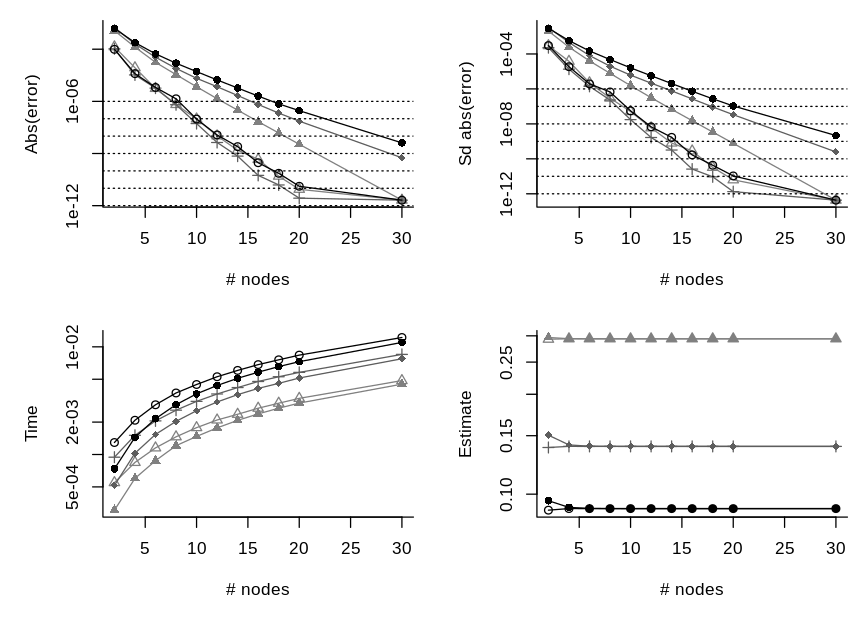 Abs(error)
1e-06
1e-12
5 10 15 20 25 30
# nodes
Sd abs(error)
1e-04
1e-08
1e-12
5 10 15 20 25 30
# nodes
Time
1e-02
2e-03
5e-04
5 10 15 20 25 30
# nodes
Estimate
0.25
0.15
0.10
5 10 15 20 25 30
# nodes